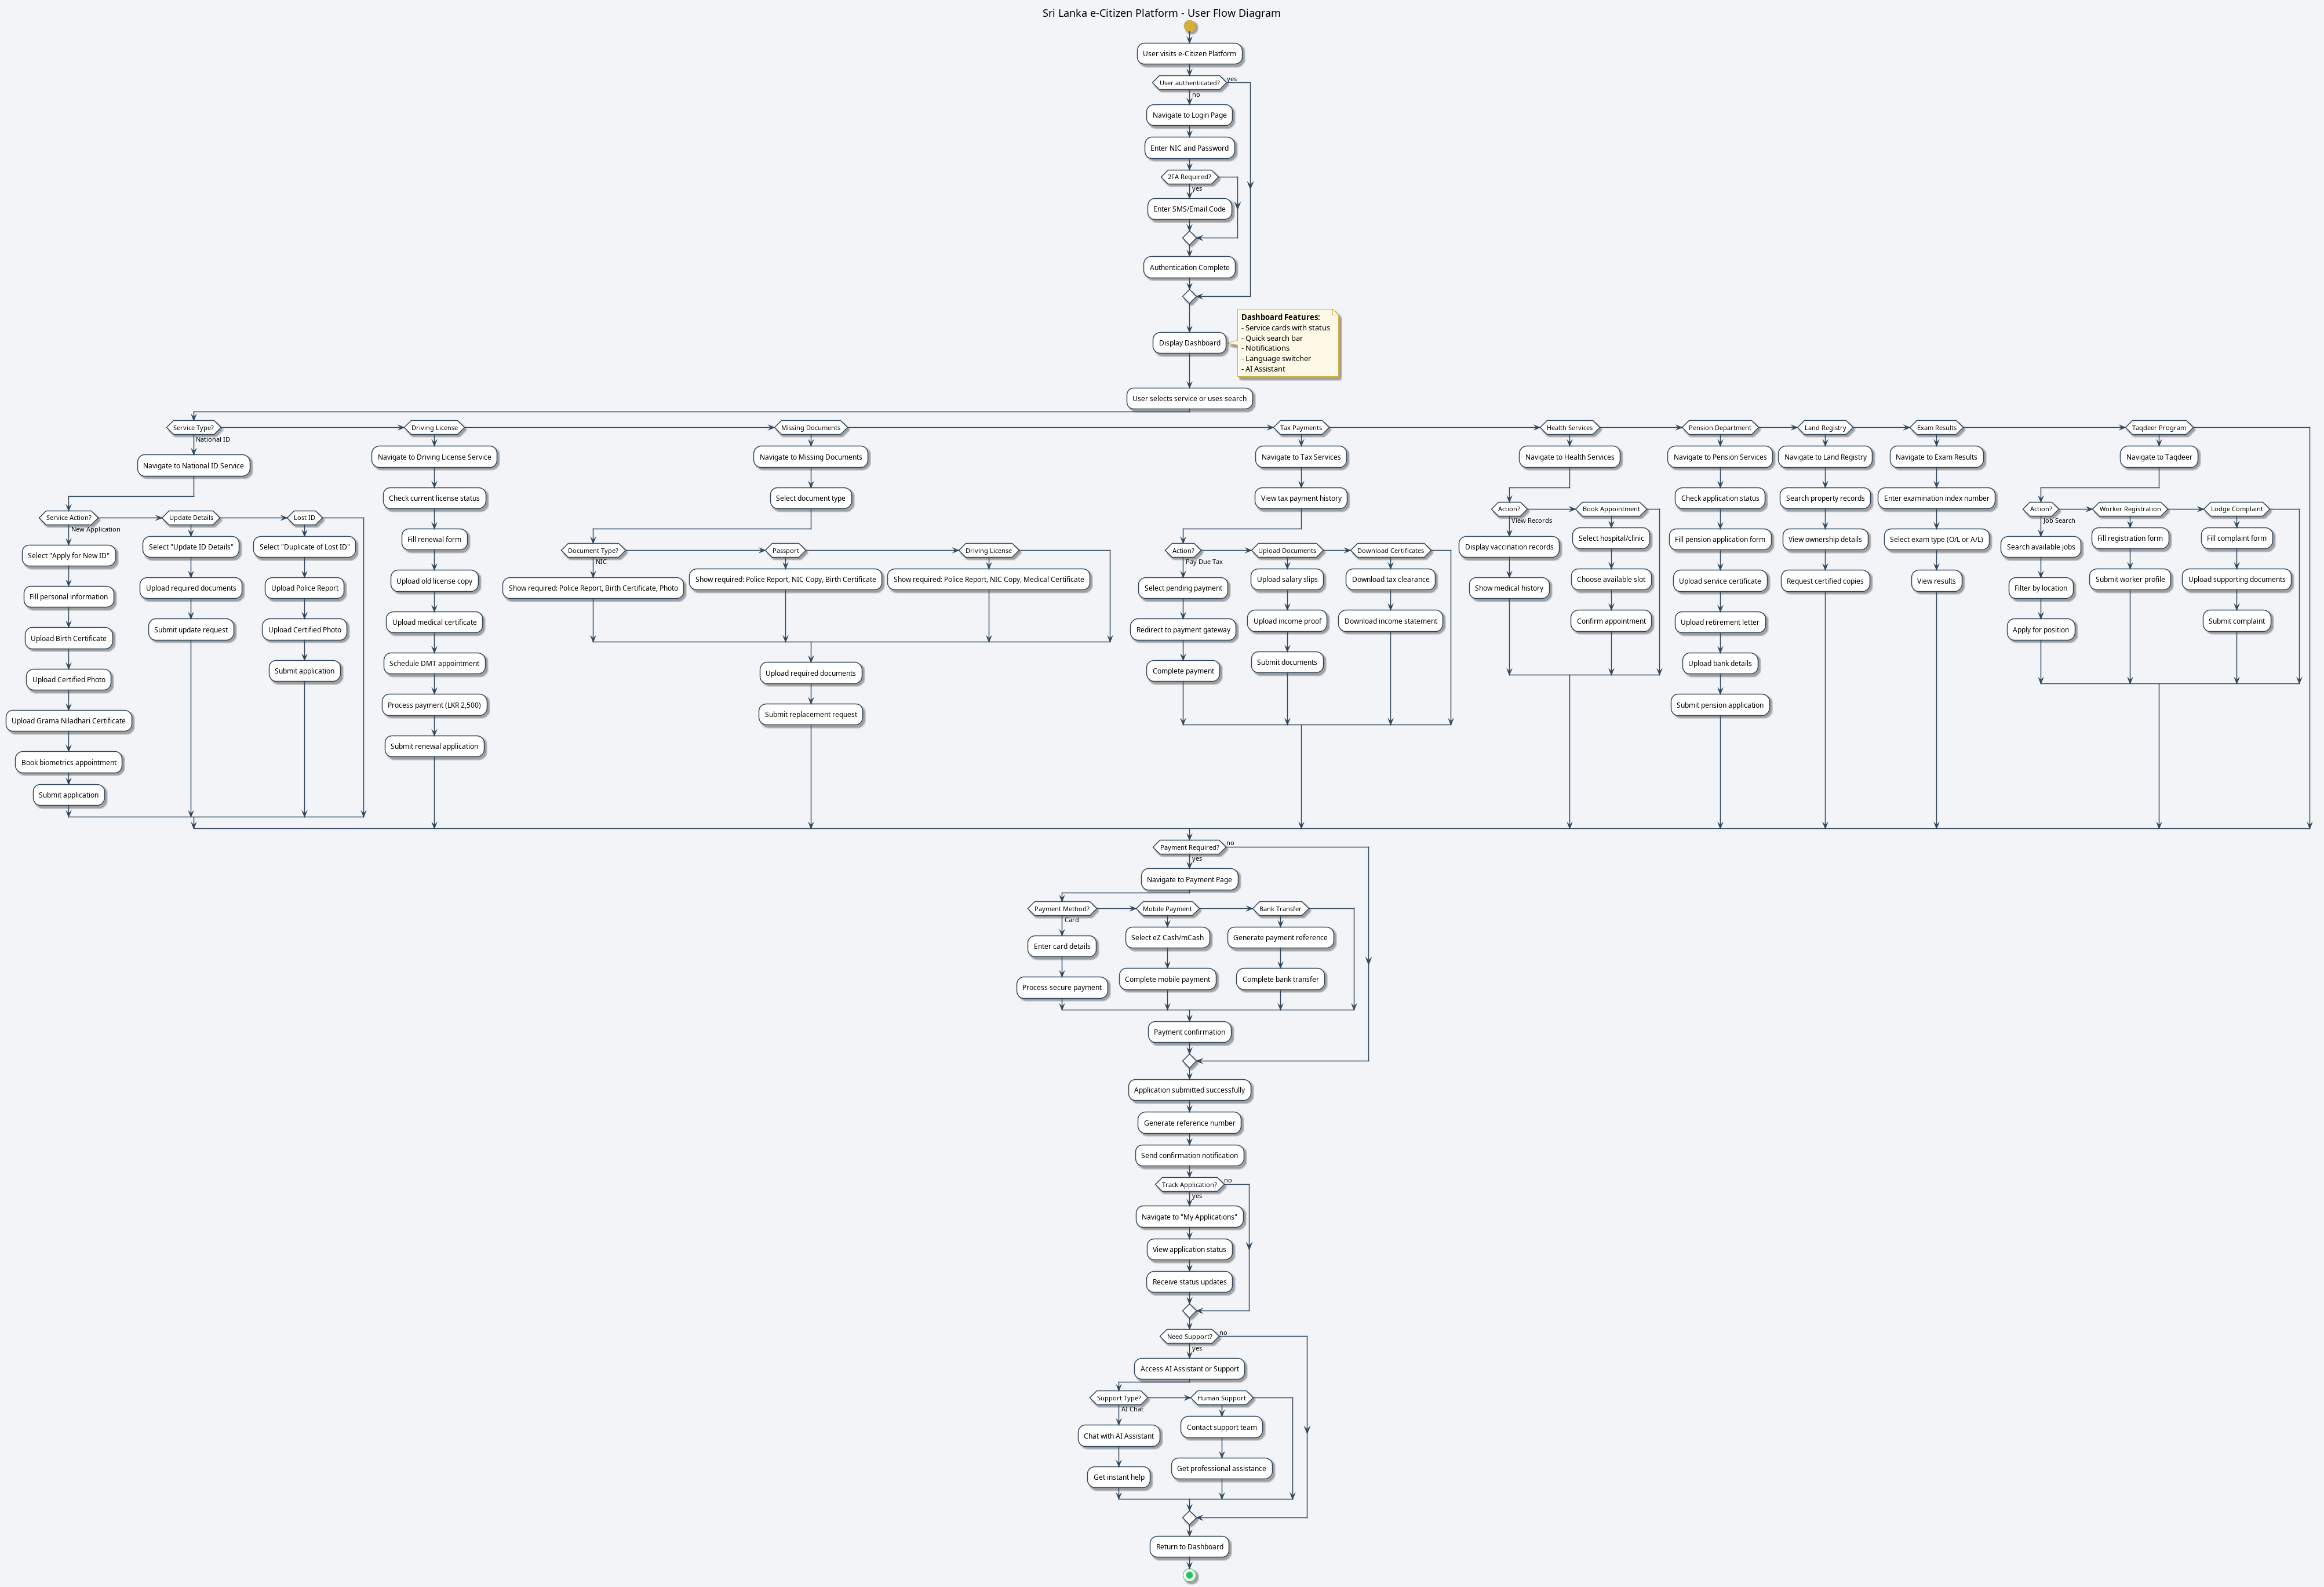 Sri Lanka e-Citizen Platform - User Flow Diagram
User visits e-Citizen Platform
User authenticated?
yes
no
Navigate to Login Page
Enter NIC and Password
2FA Required?
yes
Enter SMS/Email Code
Authentication Complete
Display Dashboard
Dashboard Features:
- Service cards with status
- Quick search bar
- Notifications
- Language switcher
- AI Assistant
User selects service or uses search
Service Type?
National ID
Navigate to National ID Service
Service Action?
New Application
Select "Apply for New ID"
Fill personal information
Upload Birth Certificate
Upload Certified Photo
Upload Grama Niladhari Certificate
Book biometrics appointment
Submit application
Update Details
Select "Update ID Details"
Upload required documents
Submit update request
Lost ID
Select "Duplicate of Lost ID"
Upload Police Report
Upload Certified Photo
Submit application
Driving License
Navigate to Driving License Service
Check current license status
Fill renewal form
Upload old license copy
Upload medical certificate
Schedule DMT appointment
Process payment (LKR 2,500)
Submit renewal application
Missing Documents
Navigate to Missing Documents
Select document type
Document Type?
NIC
Show required: Police Report, Birth Certificate, Photo
Passport
Show required: Police Report, NIC Copy, Birth Certificate
Driving License
Show required: Police Report, NIC Copy, Medical Certificate
Upload required documents
Submit replacement request
Tax Payments
Navigate to Tax Services
View tax payment history
Action?
Pay Due Tax
Select pending payment
Redirect to payment gateway
Complete payment
Upload Documents
Upload salary slips
Upload income proof
Submit documents
Download Certificates
Download tax clearance
Download income statement
Health Services
Navigate to Health Services
Action?
View Records
Display vaccination records
Show medical history
Book Appointment
Select hospital/clinic
Choose available slot
Confirm appointment
Pension Department
Navigate to Pension Services
Check application status
Fill pension application form
Upload service certificate
Upload retirement letter
Upload bank details
Submit pension application
Land Registry
Navigate to Land Registry
Search property records
View ownership details
Request certified copies
Exam Results
Navigate to Exam Results
Enter examination index number
Select exam type (O/L or A/L)
View results
Taqdeer Program
Navigate to Taqdeer
Action?
Job Search
Search available jobs
Filter by location
Apply for position
Worker Registration
Fill registration form
Submit worker profile
Lodge Complaint
Fill complaint form
Upload supporting documents
Submit complaint
Payment Required?
no
yes
Navigate to Payment Page
Payment Method?
Card
Enter card details
Process secure payment
Mobile Payment
Select eZ Cash/mCash
Complete mobile payment
Bank Transfer
Generate payment reference
Complete bank transfer
Payment confirmation
Application submitted successfully
Generate reference number
Send confirmation notification
Track Application?
no
yes
Navigate to "My Applications"
View application status
Receive status updates
Need Support?
no
yes
Access AI Assistant or Support
Support Type?
AI Chat
Chat with AI Assistant
Get instant help
Human Support
Contact support team
Get professional assistance
Return to Dashboard